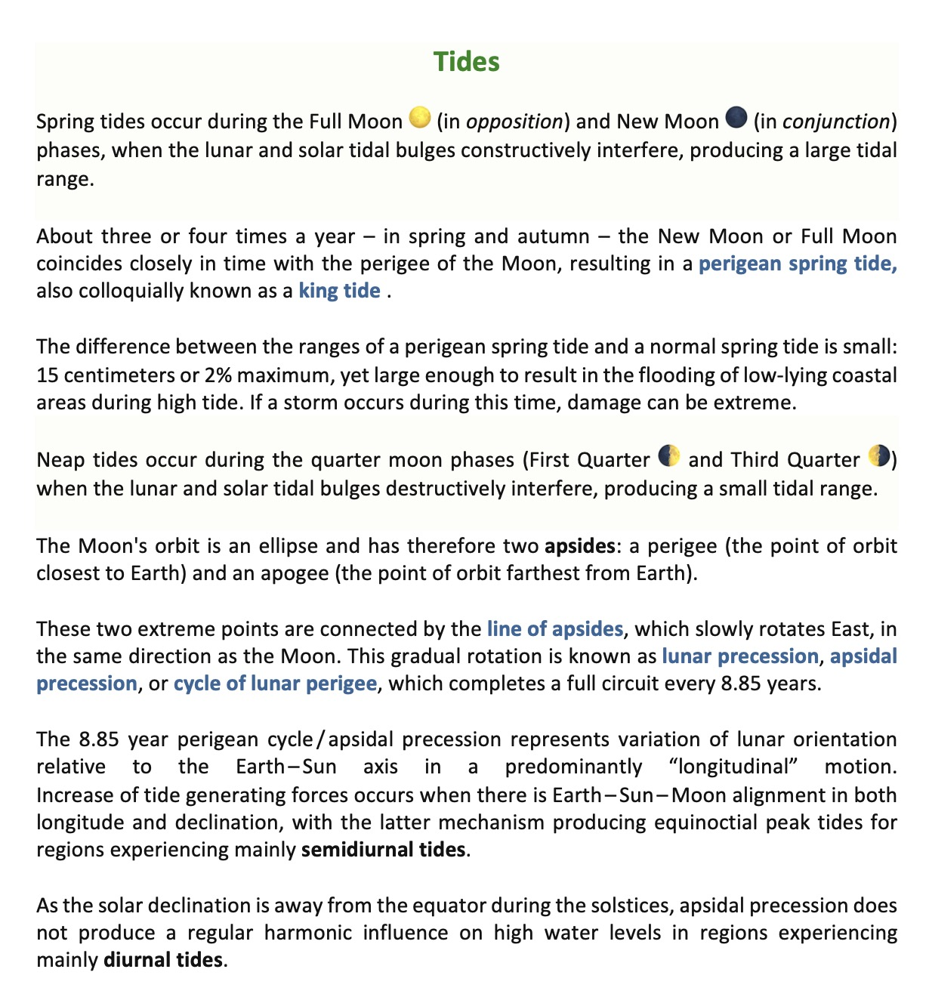 Tides
Spring tides occur during the Full Moon 🌕 (in opposition) and New Moon 🌑 (in conjunction)
phases, when the lunar and solar tidal bulges constructively interfere, producing a large tidal
range.
About three or four times a year – in spring and autumn – the New Moon or Full Moon
coincides closely in time with the perigee of the Moon, resulting in a perigean spring tide,
also colloquially known as a king tide .
The difference between the ranges of a perigean spring tide and a normal spring tide is small:
15 centimeters or 2% maximum, yet large enough to result in the flooding of low-lying coastal
areas during high tide. If a storm occurs during this time, damage can be extreme.
Neap tides occur during the quarter moon phases (First Quarter 🌓 and Third Quarter 🌗)
when the lunar and solar tidal bulges destructively interfere, producing a small tidal range.
The Moon's orbit is an ellipse and has therefore two apsides: a perigee (the point of orbit
closest to Earth) and an apogee (the point of orbit farthest from Earth).
These two extreme points are connected by the line of apsides, which slowly rotates East, in
the same direction as the Moon. This gradual rotation is known as lunar precession, apsidal
precession, or cycle of lunar perigee, which completes a full circuit every 8.85 years.
The 8.85 year perigean cycle/apsidal precession represents variation of lunar orientation
relative to the Earth–Sun axis in a predominantly “longitudinal” motion.
Increase of tide generating forces occurs when there is Earth–Sun–Moon alignment in both
longitude and declination, with the latter mechanism producing equinoctial peak tides for
regions experiencing mainly semidiurnal tides.
As the solar declination is away from the equator during the solstices, apsidal precession does
not produce a regular harmonic influence on high water levels in regions experiencing
mainly diurnal tides.